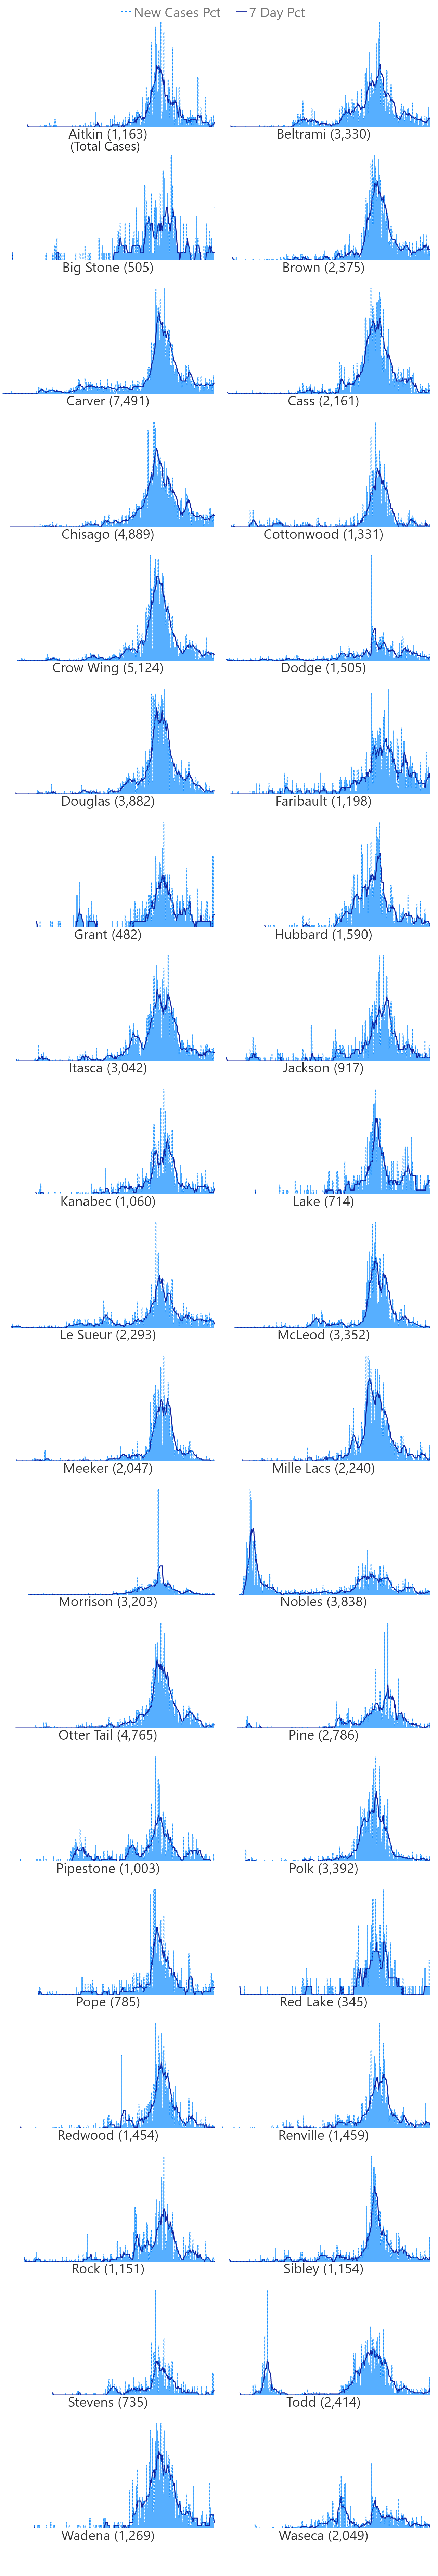 New Cases Pct 7 Day Pct
Aitkin (1,163)
(Total Cases)
Beltrami (3,330)
Big Stone (505)
Brown (2,375)
Carver (7,491)
Cass (2,161)
Chisago (4,889)
Cottonwood (1,331)
Crow Wing (5,124)
Dodge (1,505)
Douglas (3,882)
Faribault (1,198)
Grant (482)
Hubbard (1,590)
Itasca (3,042)
Jackson (917)
Kanabec (1,060)
Lake (714)
Le Sueur (2,293)
McLeod (3,352)
Meeker (2,047)
Mille Lacs (2,240)
Morrison (3,203)
Nobles (3,838)
Otter Tail (4,765)
Pine (2,786)
Pipestone (1,003)
Polk (3,392)
Pope (785)
Red Lake (345)
Redwood (1,454)
Renville (1,459)
Rock (1,151)
Sibley (1,154)
Stevens (735)
Todd (2,414)
Wadena (1,269)
Waseca (2,049)